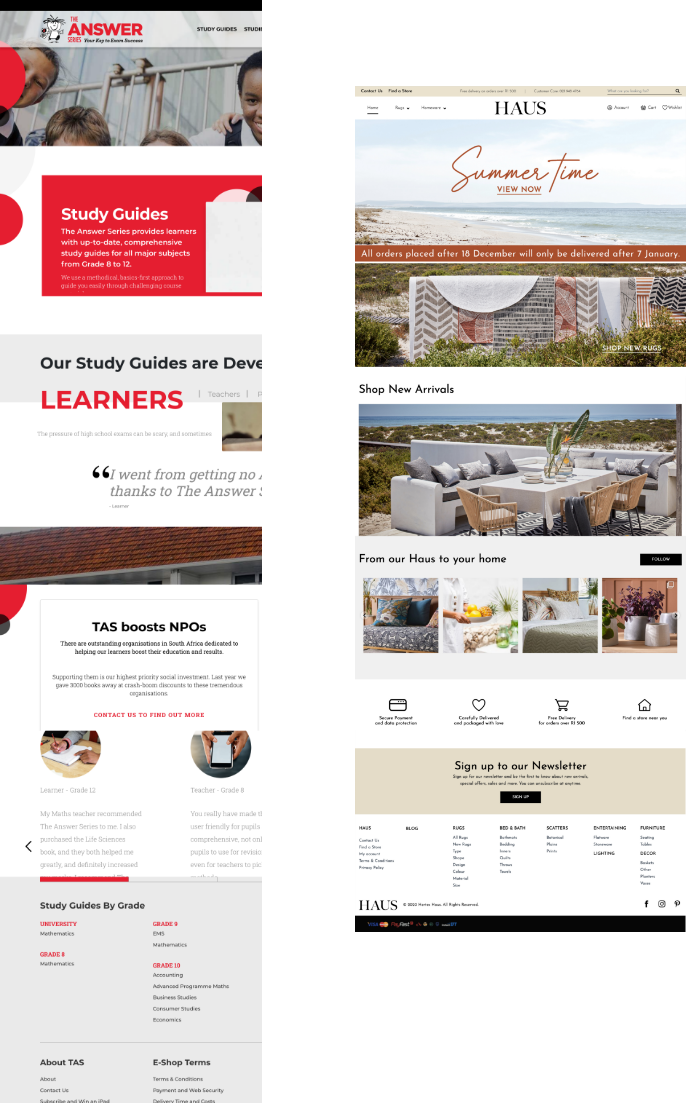 THE
ANSWER
SERIES Your Key to Exam Success
STUDY GUIDES
Study Guides
The Answer Series provides learners
with up-to-date, comprehensive
study guides for all major subjects
from Grade 8 to 12.
We use a methodical, basics-first approach to
guide you easily through challenging course
Our Study Guides are Deve
LEARNERS | Teachers | P
The pressure of high school exams can be scary, and sometimes
“I went from getting no
thanks to The Answer S
- Learner
TAS boosts NPOs
There are outstanding organisations in South Africa dedicated to
helping our learners boost their education and results.
Supporting them is our highest priority social investment. Last year we
gave 3000 books away at crash-boom discounts to these tremendous
organisations.
CONTACT US TO FIND OUT MORE
Learner - Grade 12
My Maths teacher recommended
The Answer Series to me. I also
purchased the Life Sciences
book, and they both helped me
greatly, and definitely increased
Teacher - Grade 8
You really have made t
user friendly for pupils
comprehensive, not onl
pupils to use for revisio
even for teachers to pic
Study Guides By Grade
UNIVERSITY
Mathematics
GRADE 8
Mathematics
GRADE 9
EMS
Mathematics
GRADE 10
Accounting
Advanced Programme Maths
Business Studies
Consumer Studies
Economics
About TAS
About
Contact Us
Subscribe and Win an iPad
E-Shop Terms
Terms & Conditions
Payment and Web Security
Delivery Time and Costs
Contact Us Find a Store
Free delivery on orders over R1 500 |
What are you looking for?
Home Rugs Homeware
HAUS
Account Cart Wishlist
Summer Time
VIEW NOW
All orders placed after 18 December will only be delivered after 7 January.
SHOP NEW RUGS
Shop New Arrivals
From our Haus to your home
FOLLOW
Secure Payment
and data protection
Carefully Delivered
and packaged with love
Free Delivery
for orders over R1 500
Find a store near you
Sign up to our Newsletter
Sign up for our newsletter and be the first to know about new arrivals,
special offers, sales and more. You can unsubscribe at anytime.
SIGN UP
HAUS
Contact Us
Find a Store
My account
Terms & Conditions
Privacy Policy
BLOG
RUGS
All Rugs
New Rugs
Type
Shape
Design
Colour
Material
Size
BED & BATH
Bathmats
Bedding
Inners
Quilts
Throws
Towels
SCATTERS
Botanical
Plains
Prints
ENTERTAINING
Flatware
Stoneware
LIGHTING
FURNITURE
Seating
Tables
DECOR
Baskets
Other
Planters
Vases
HAUS © 2020 Hertex Haus. All Rights Reserved.
VISA PayFast